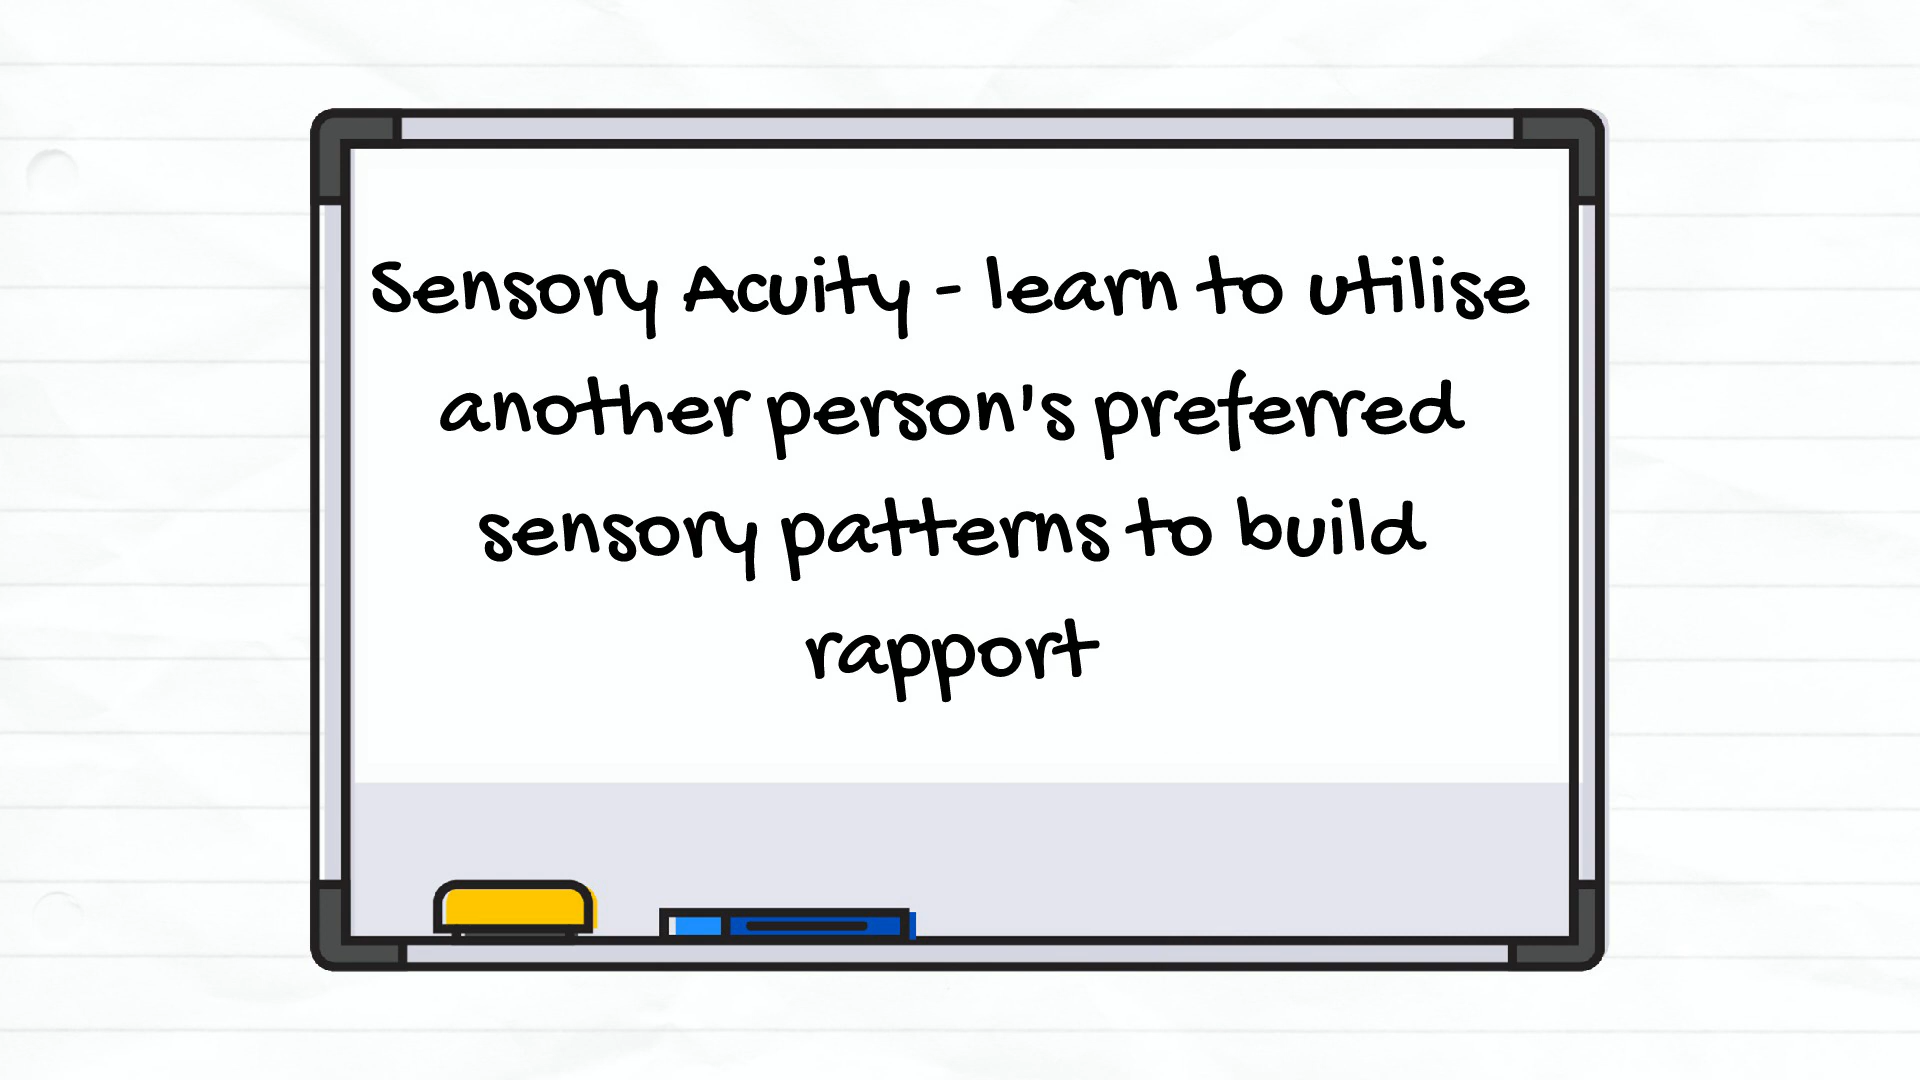 Sensory Acuity - learn to utilise
another person's preferred
sensory patterns to build
rapport